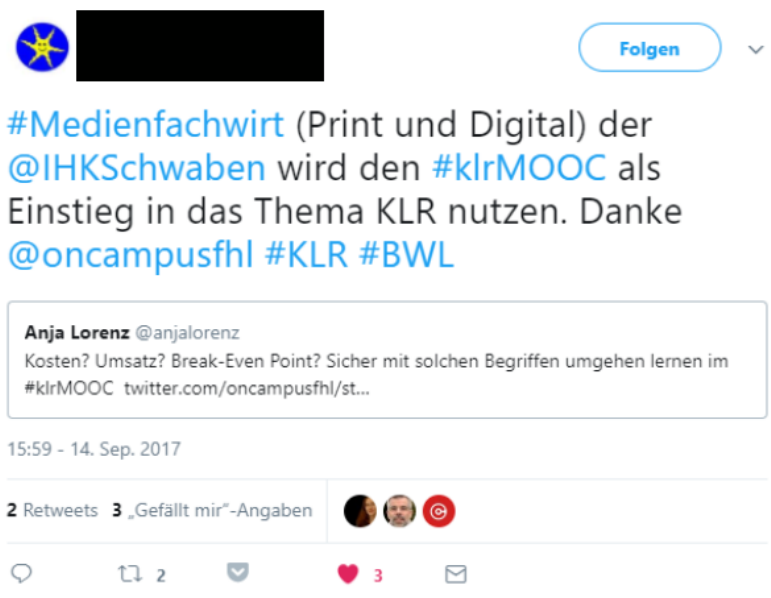 Folgen
#Medienfachwirt (Print und Digital) der
@IHKSchwaben wird den #klrMOOC als
Einstieg in das Thema KLR nutzen. Danke
@oncampusfhl #KLR #BWL
Anja Lorenz @anjalorenz
Kosten? Umsatz? Break-Even Point? Sicher mit solchen Begriffen umgehen lernen im
#klrMOOC twitter.com/oncampusfhl/st...
15:59 - 14. Sep. 2017
2 Retweets 3 „Gefällt mir“-Angaben
2 3